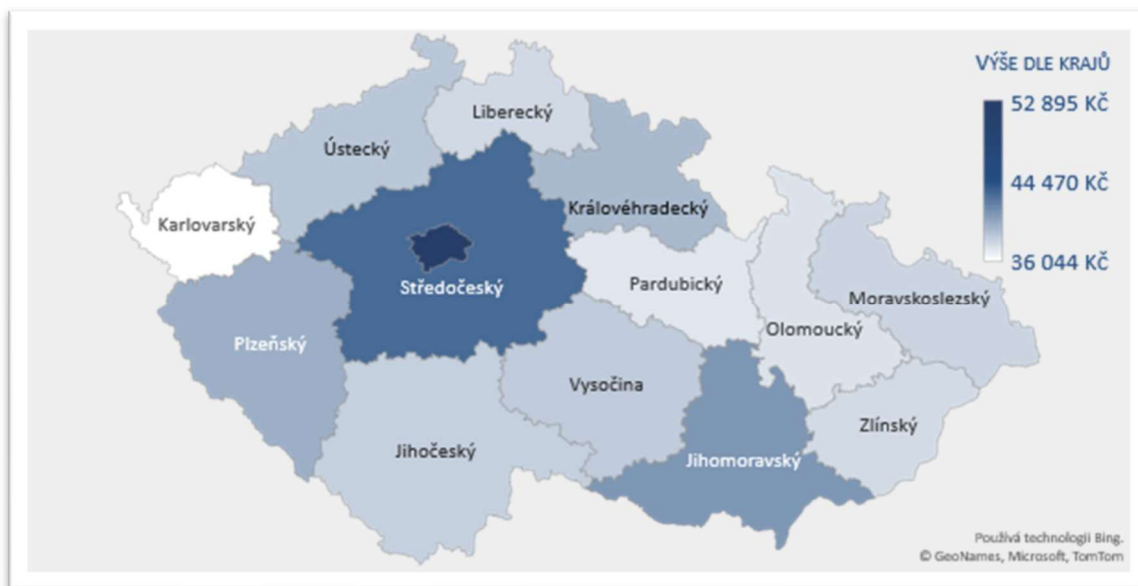 VÝŠE DLE KRAJŮ
52 895 KČ
44 470 KČ
36 044 KČ
Liberecký
Ústecký
Karlovarský
Královéhradecký
Středočeský
Pardubický
Moravskoslezský
Olomoucký
Plzeňský
Vysočina
Zlínský
Jihočeský
Jihomoravský
Používá technologii Bing.
© GeoNames, Microsoft, TomTom